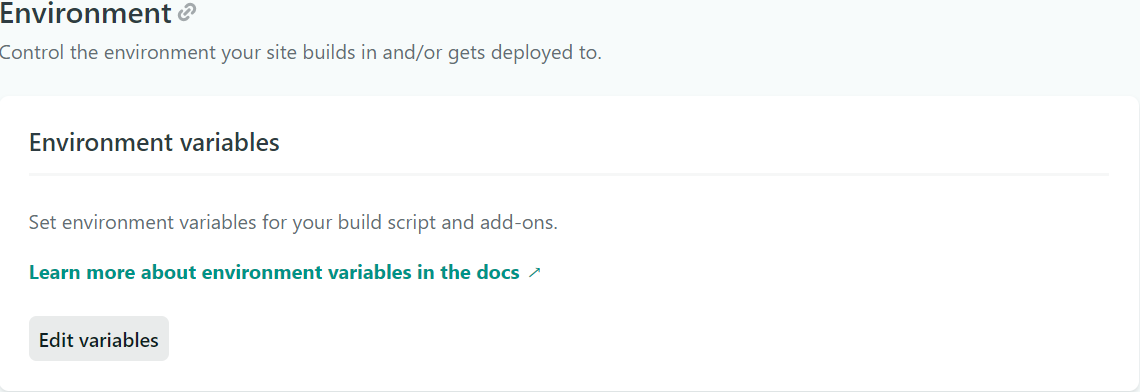 Environment
Control the environment your site builds in and/or gets deployed to.
Environment variables
Set environment variables for your build script and add-ons.
Learn more about environment variables in the docs ↗
Edit variables